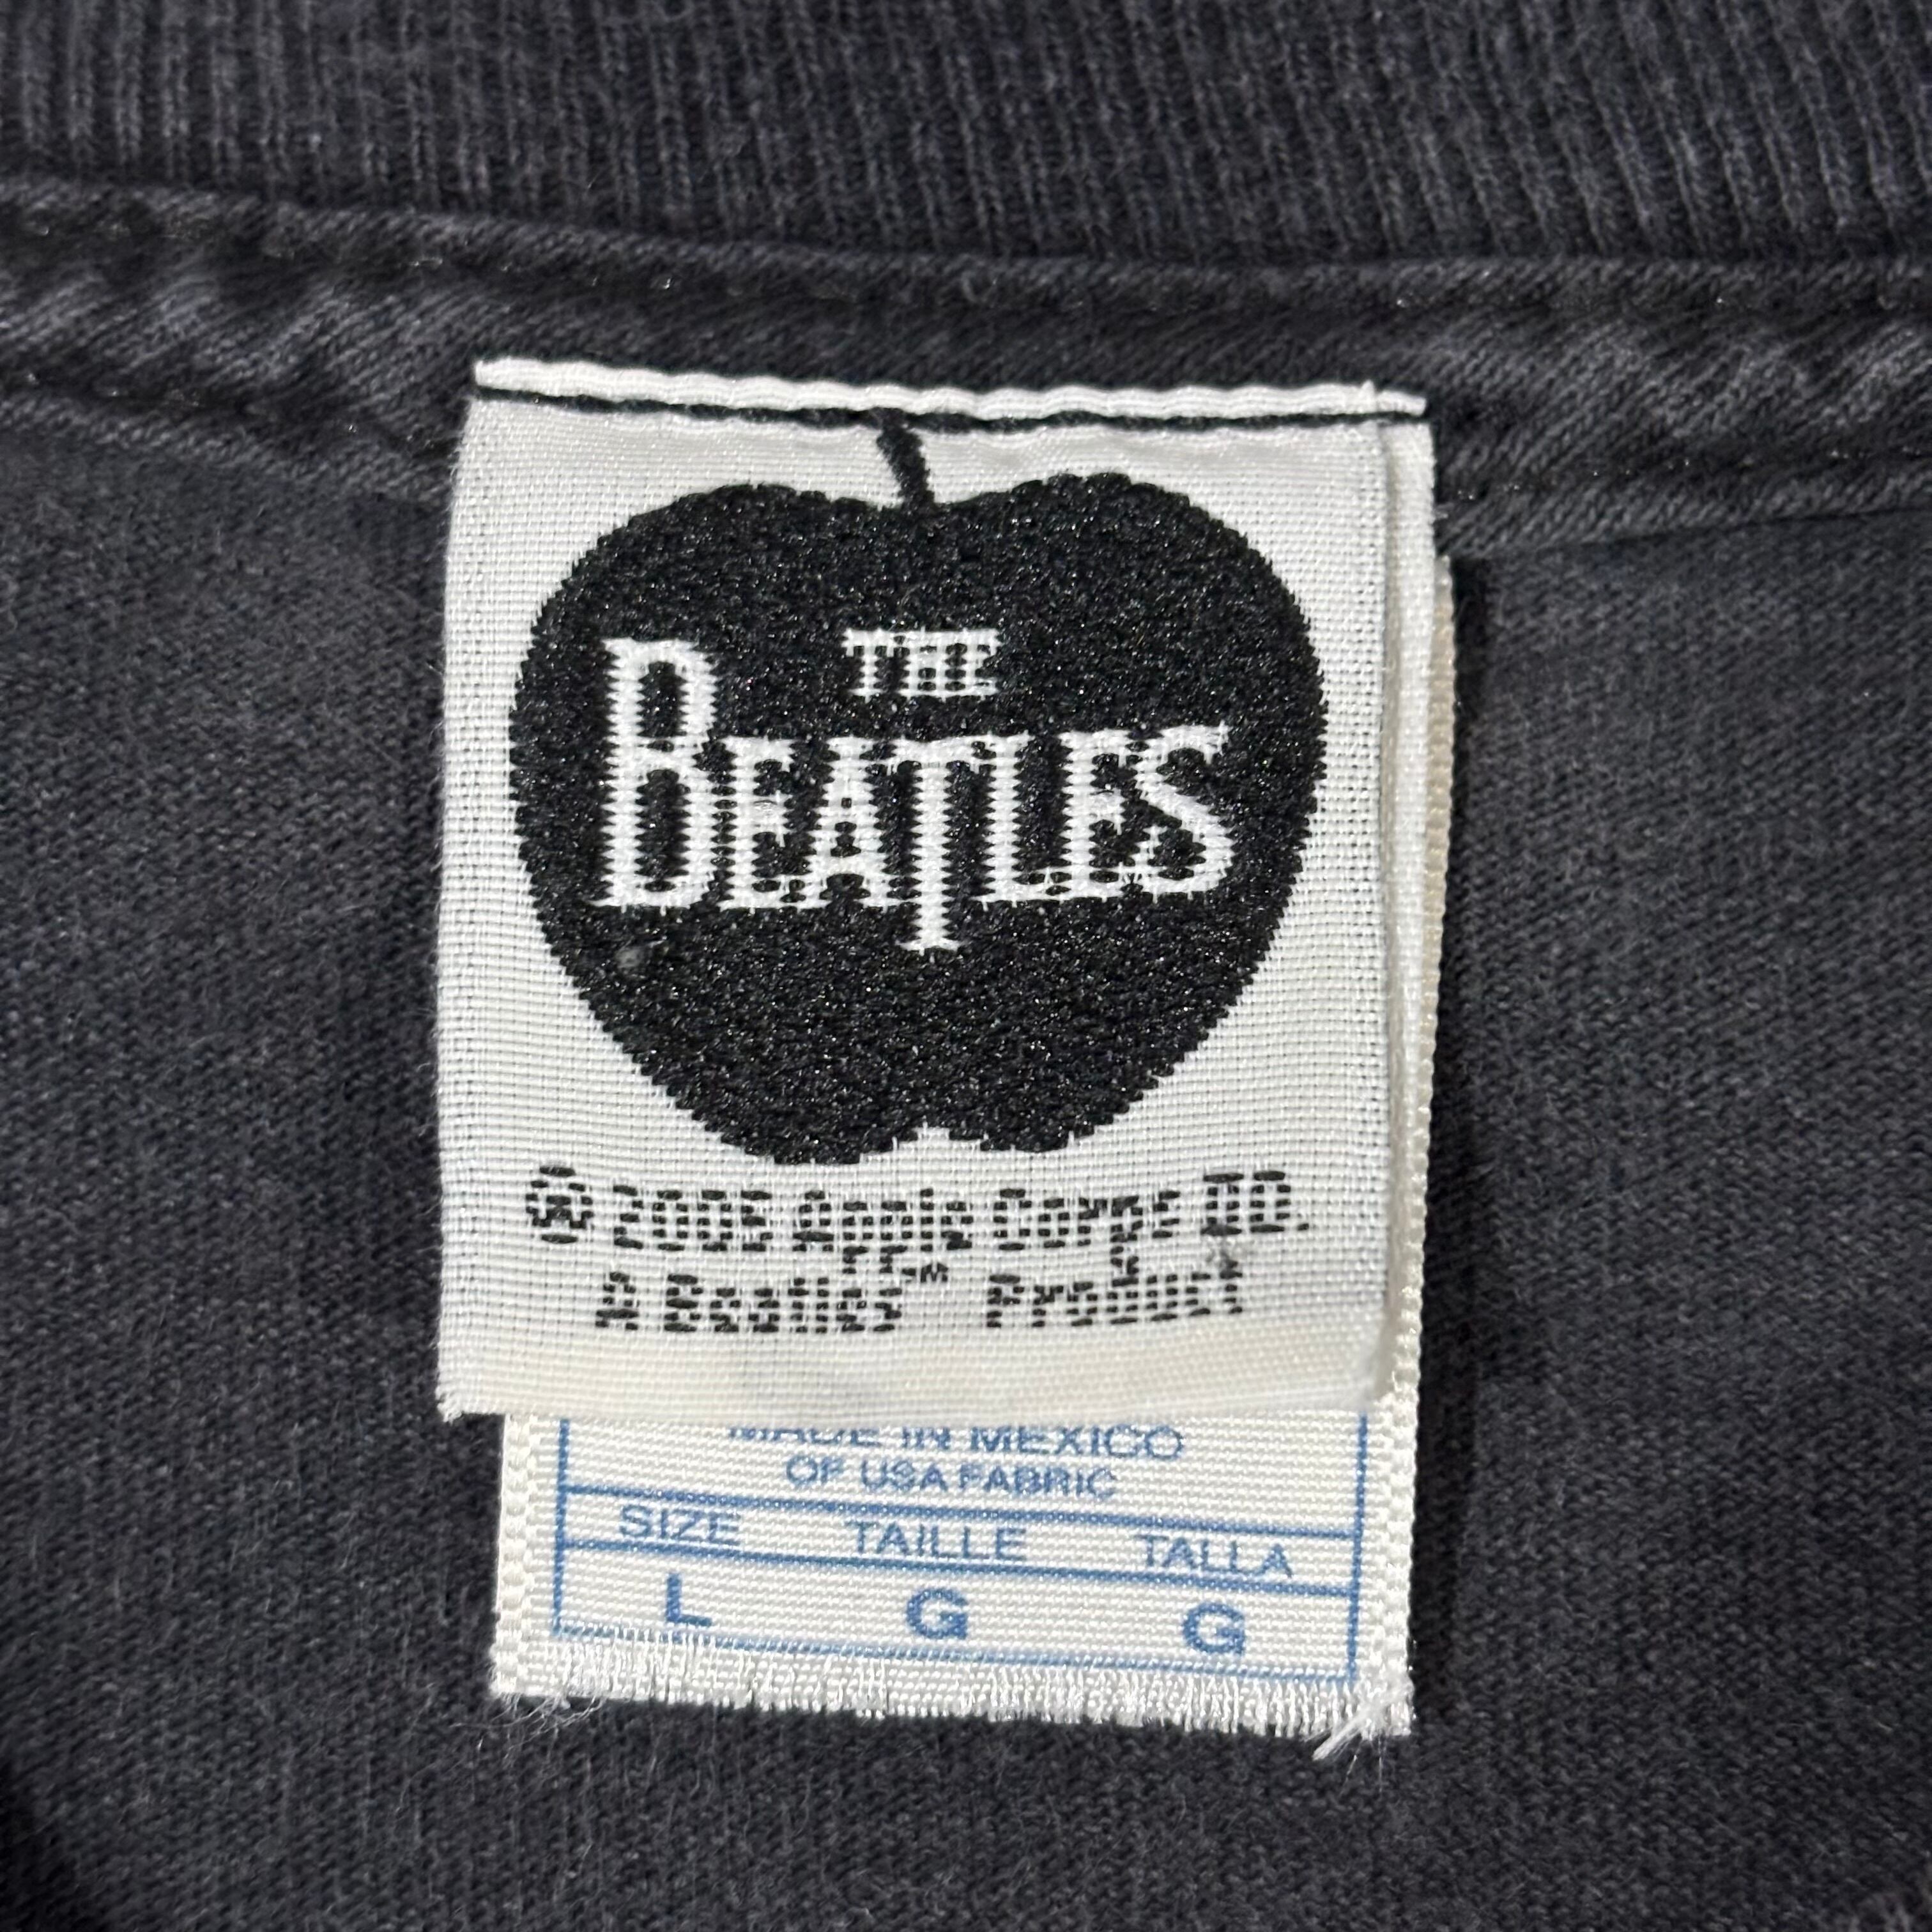 THE
BEATLES
© 2005 Apple Corps LTD.
A Beatles™ Product
MADE IN MEXICO
OF USA FABRIC
SIZE TAILLE TALLA
L G G